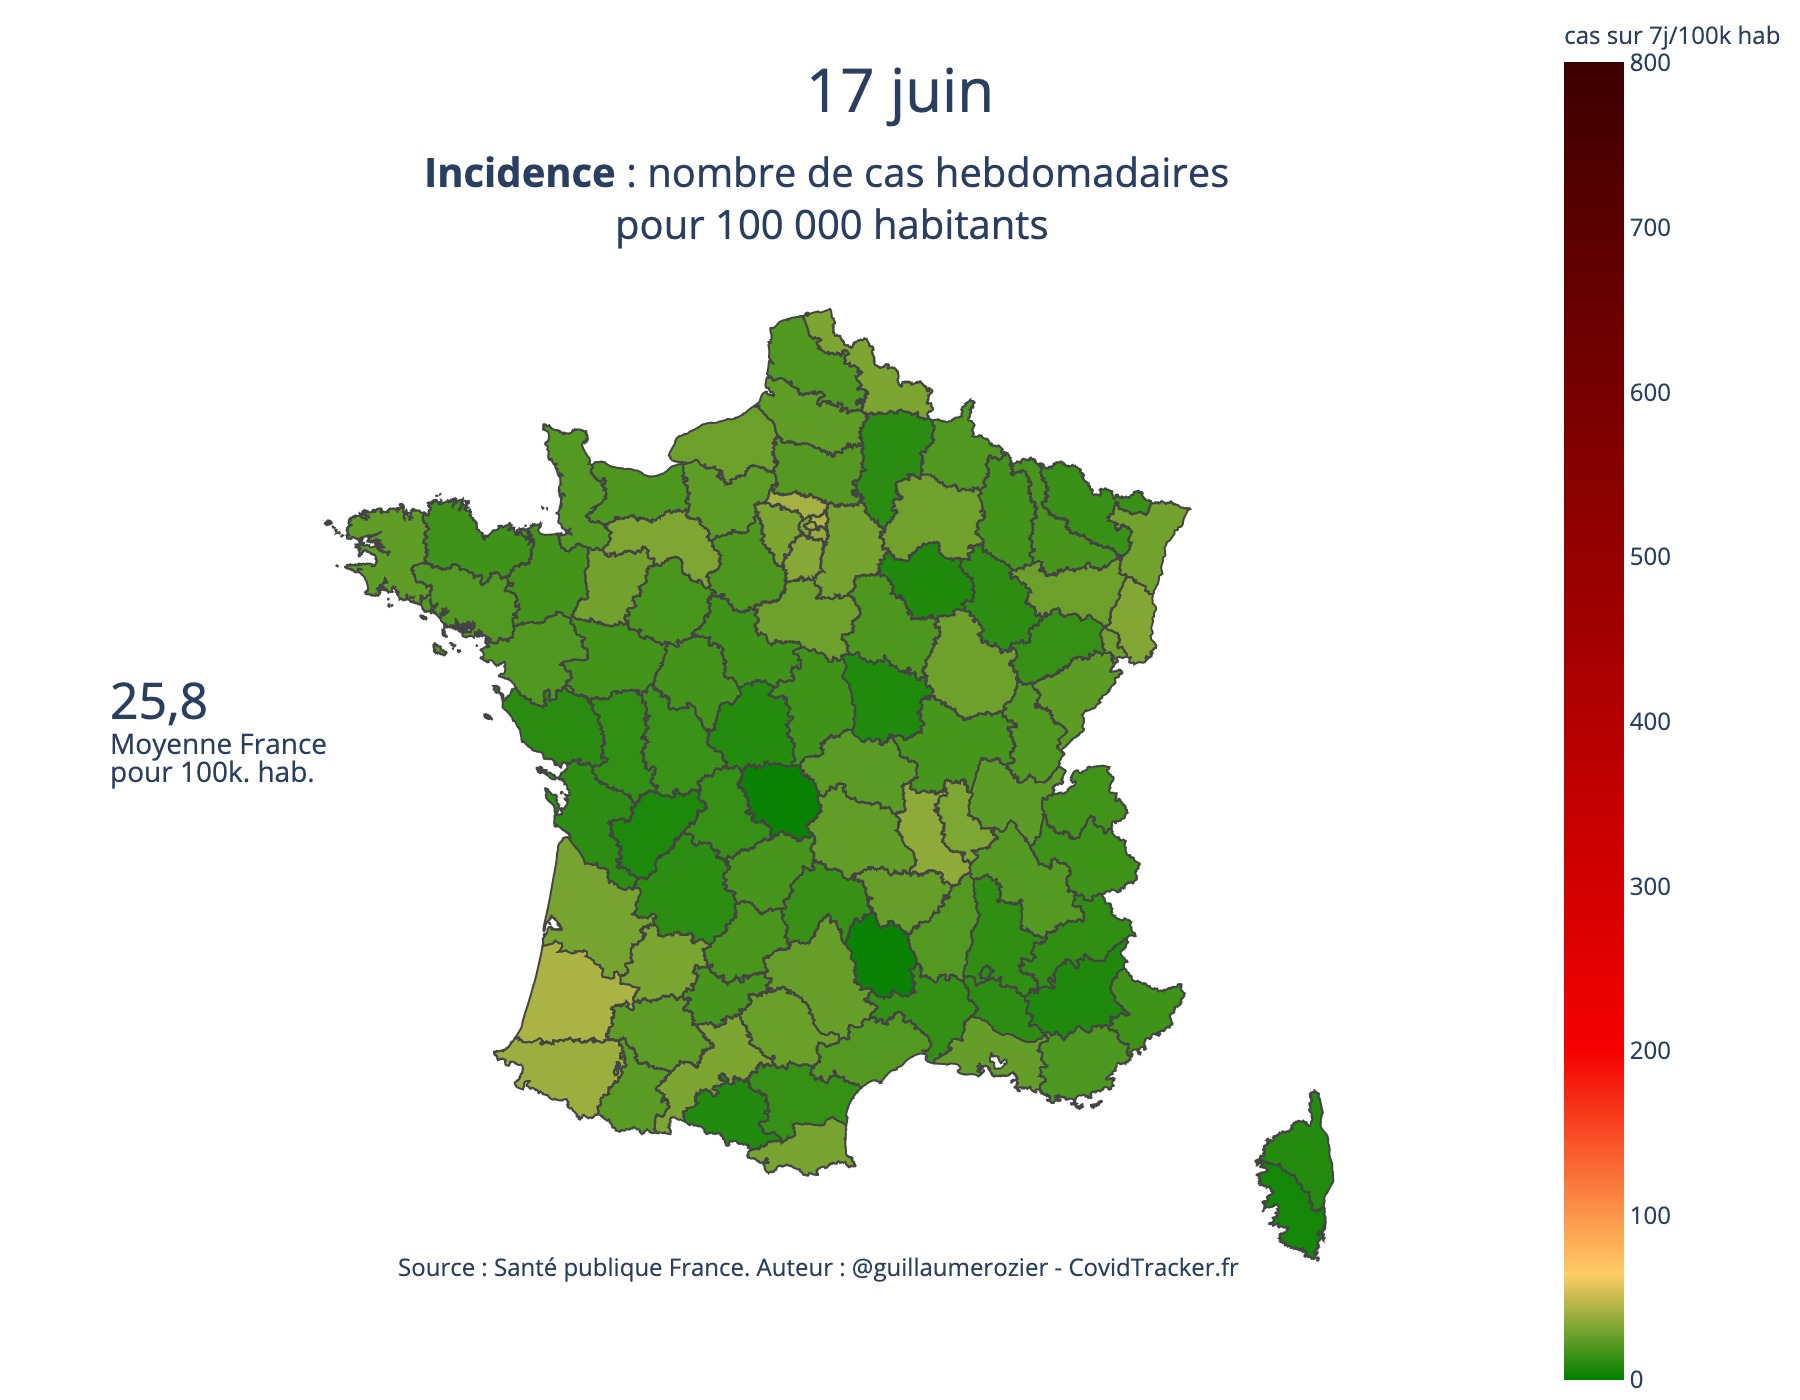 cas sur 7j/100k hab
17 juin
Incidence : nombre de cas hebdomadaires
pour 100 000 habitants
25,8
Moyenne France
pour 100k. hab.
800
700
600
500
400
300
200
100
0
Source : Santé publique France. Auteur : @guillaumerozier - CovidTracker.fr